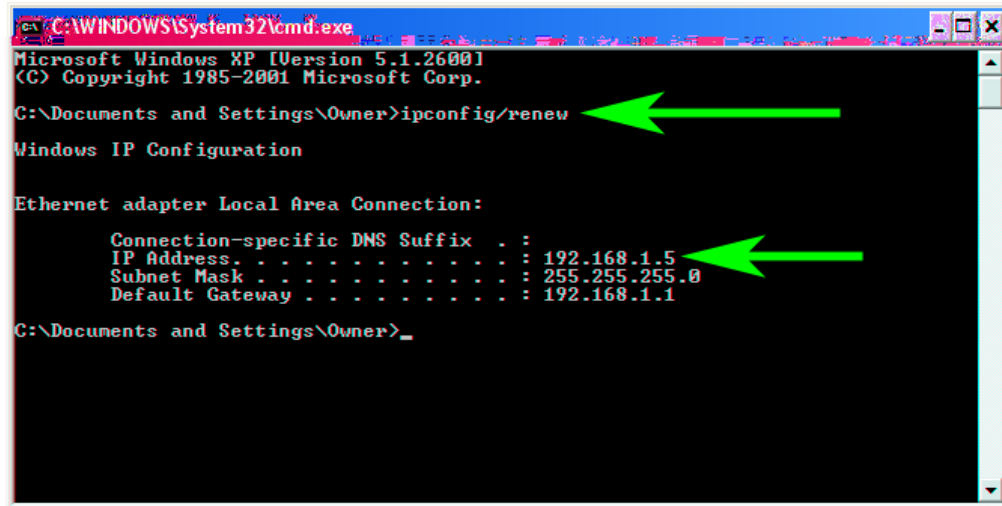 C:\WINDOWS\System32\cmd.exe
Microsoft Windows XP [Version 5.1.2600]
(C) Copyright 1985-2001 Microsoft Corp.
C:\Documents and Settings\Owner>ipconfig/renew
Windows IP Configuration
Ethernet adapter Local Area Connection:
Connection-specific DNS Suffix . :
IP Address. . . . . . . . . . . . : 192.168.1.5
Subnet Mask . . . . . . . . . . . : 255.255.255.0
Default Gateway . . . . . . . . . : 192.168.1.1
C:\Documents and Settings\Owner>_